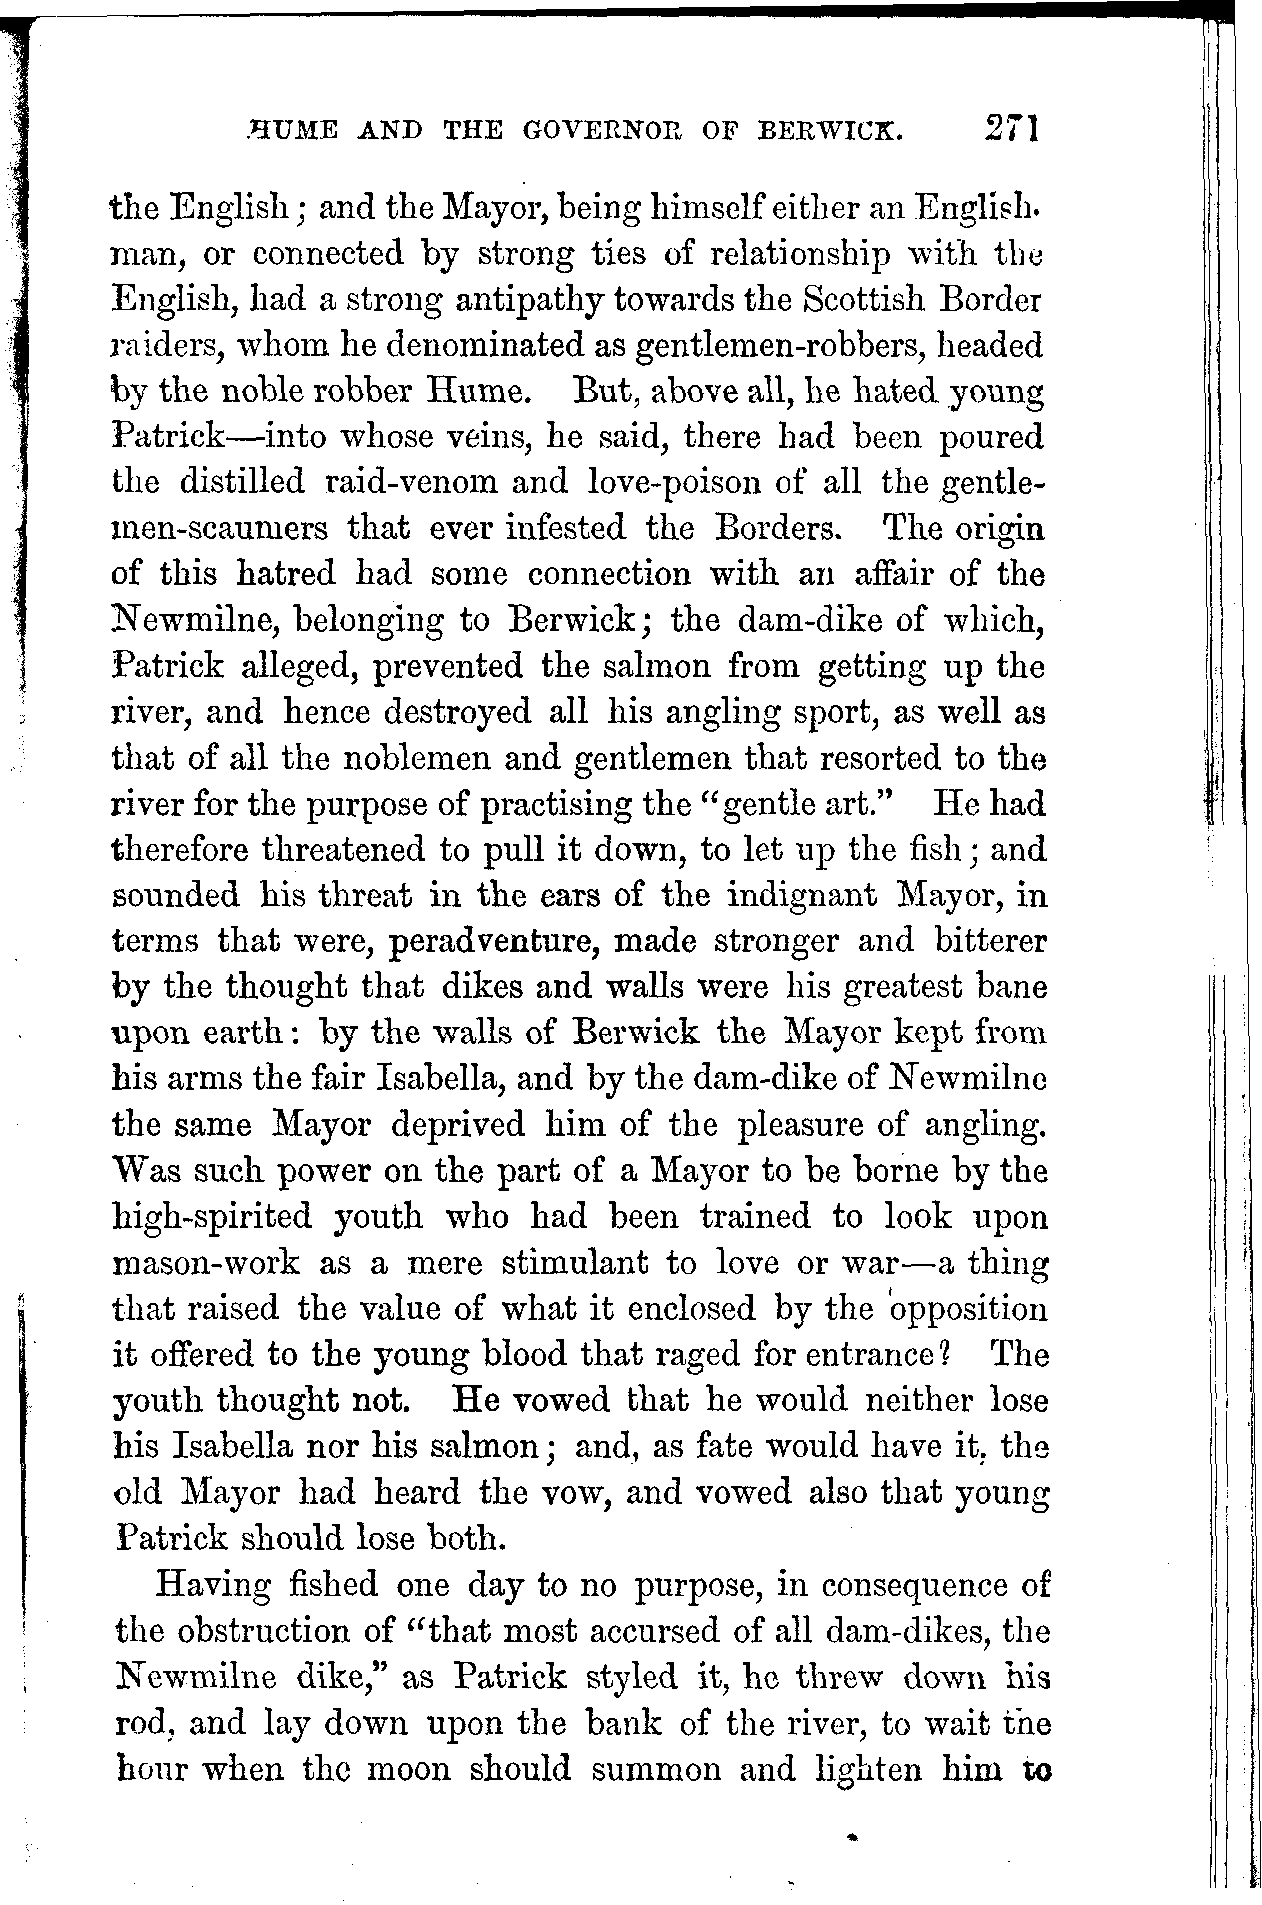 HUME AND THE GOVERNOR OF BERWICK. 271
the English; and the Mayor, being himself either an English-
man, or connected by strong ties of relationship with the
English, had a strong antipathy towards the Scottish Border
raiders, whom he denominated as gentlemen-robbers, headed
by the noble robber Hume. But, above all, he hated young
Patrick—into whose veins, he said, there had been poured
the distilled raid-venom and love-poison of all the gentle-
men-scaumers that ever infested the Borders. The origin
of this hatred had some connection with an affair of the
Newmilne, belonging to Berwick; the dam-dike of which,
Patrick alleged, prevented the salmon from getting up the
river, and hence destroyed all his angling sport, as well as
that of all the noblemen and gentlemen that resorted to the
river for the purpose of practising the "gentle art." He had
therefore threatened to pull it down, to let up the fish; and
sounded his threat in the ears of the indignant Mayor, in
terms that were, peradventure, made stronger and bitterer
by the thought that dikes and walls were his greatest bane
upon earth: by the walls of Berwick the Mayor kept from
his arms the fair Isabella, and by the dam-dike of Newmilne
the same Mayor deprived him of the pleasure of angling.
Was such power on the part of a Mayor to be borne by the
high-spirited youth who had been trained to look upon
mason-work as a mere stimulant to love or war—a thing
that raised the value of what it enclosed by the opposition
it offered to the young blood that raged for entrance? The
youth thought not. He vowed that he would neither lose
his Isabella nor his salmon; and, as fate would have it, the
old Mayor had heard the vow, and vowed also that young
Patrick should lose both.
Having fished one day to no purpose, in consequence of
the obstruction of "that most accursed of all dam-dikes, the
Newmilne dike," as Patrick styled it, he threw down his
rod, and lay down upon the bank of the river, to wait the
hour when the moon should summon and lighten him to